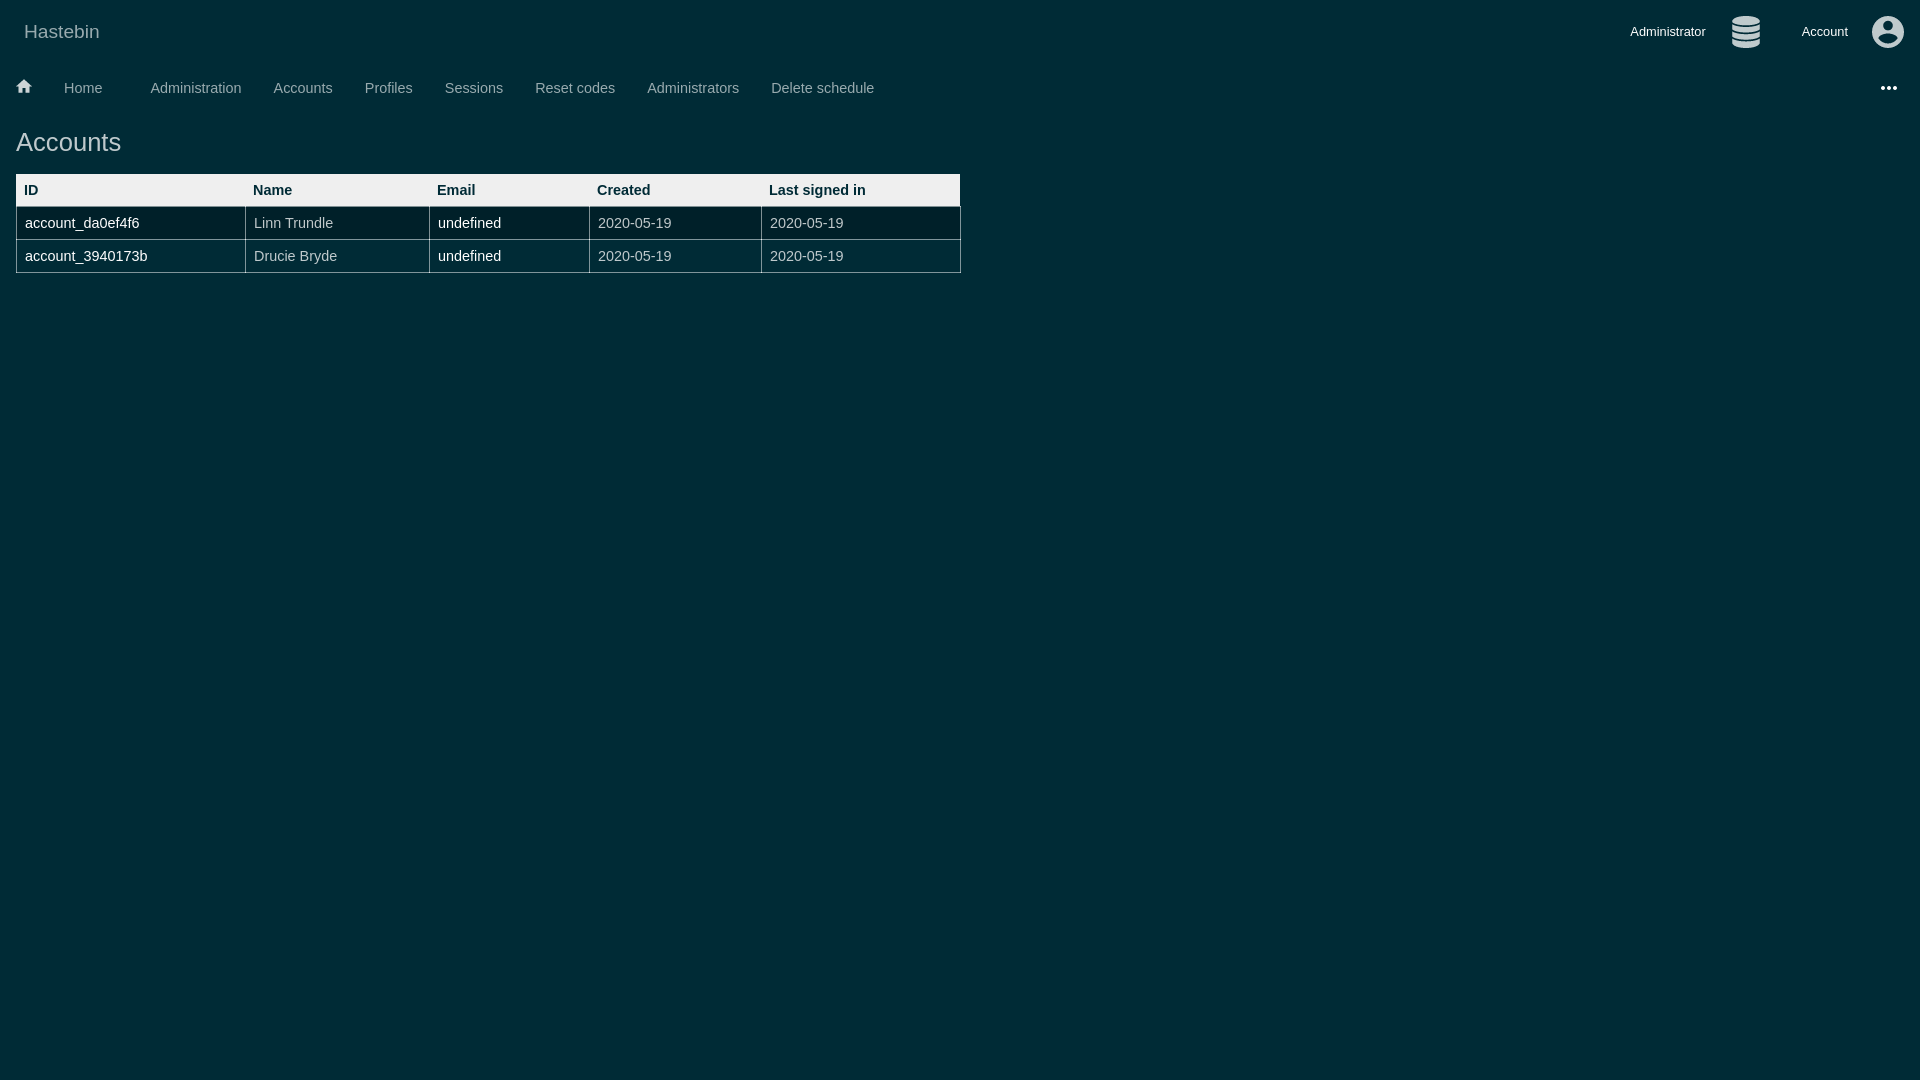 Hastebin Administrator Account
Home Administration Accounts Profiles Sessions Reset codes Administrators Delete schedule
Accounts
ID Name Email Created Last signed in
account_da0ef4f6 Linn Trundle undefined 2020-05-19 2020-05-19
account_3940173b Drucie Bryde undefined 2020-05-19 2020-05-19